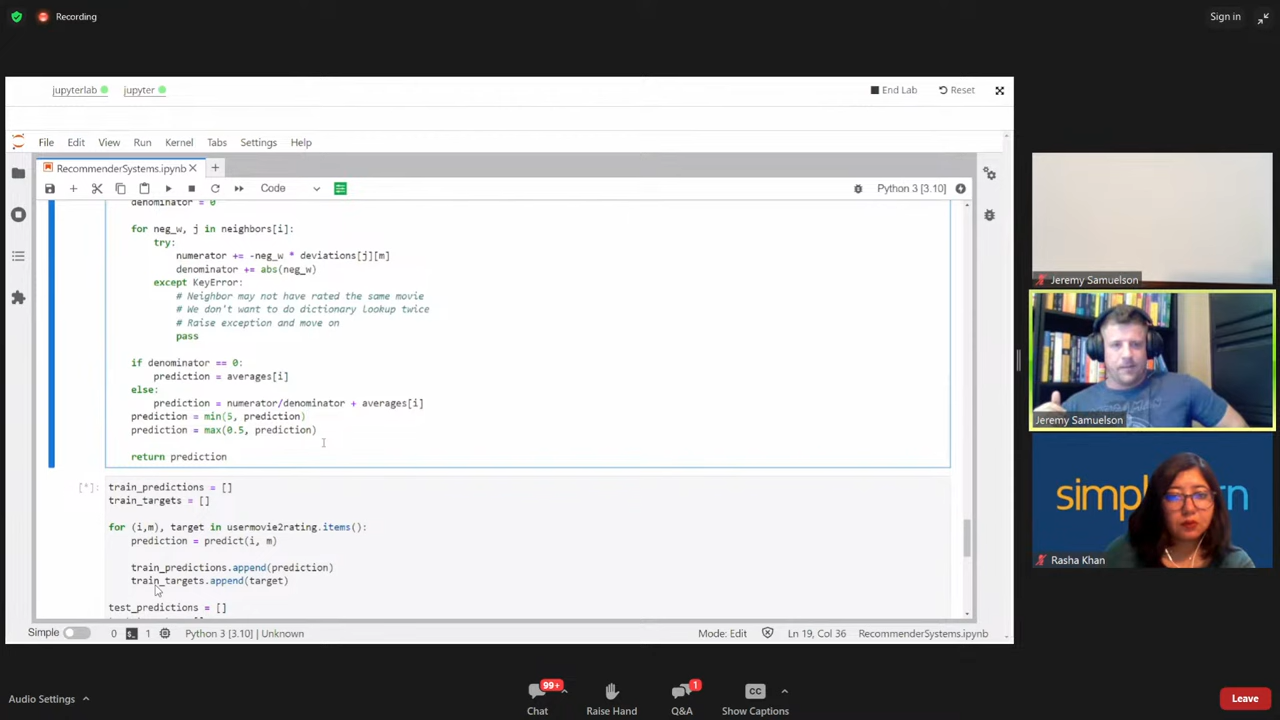 Recording
Sign in
jupyterlab
jupyter
End Lab
Reset
File Edit View Run Kernel Tabs Settings Help
RecommenderSystems.ipynb
Code
Python 3 [3.10]
denominator = 0
for neg_w, j in neighbors[i]:
try:
numerator += -neg_w * deviations[j][m]
denominator += abs(neg_w)
except KeyError:
# Neighbor may not have rated the same movie
# We don't want to do dictionary lookup twice
# Raise exception and move on
pass
if denominator == 0:
prediction = averages[i]
else:
prediction = numerator/denominator + averages[i]
prediction = min(5, prediction)
prediction = max(0.5, prediction)
return prediction
[*]:
train_predictions = []
train_targets = []
for (i,m), target in usermovie2rating.items():
prediction = predict(i, m)
train_predictions.append(prediction)
train_targets.append(target)
test_predictions = []
Simple 0 1 Python 3 [3.10] | Unknown Mode: Edit Ln 19, Col 36 RecommenderSystems.ipynb
Jeremy Samuelson
Jeremy Samuelson
Rasha Khan
Audio Settings
99+
Chat
Raise Hand
1
Q&A
CC
Show Captions
Leave